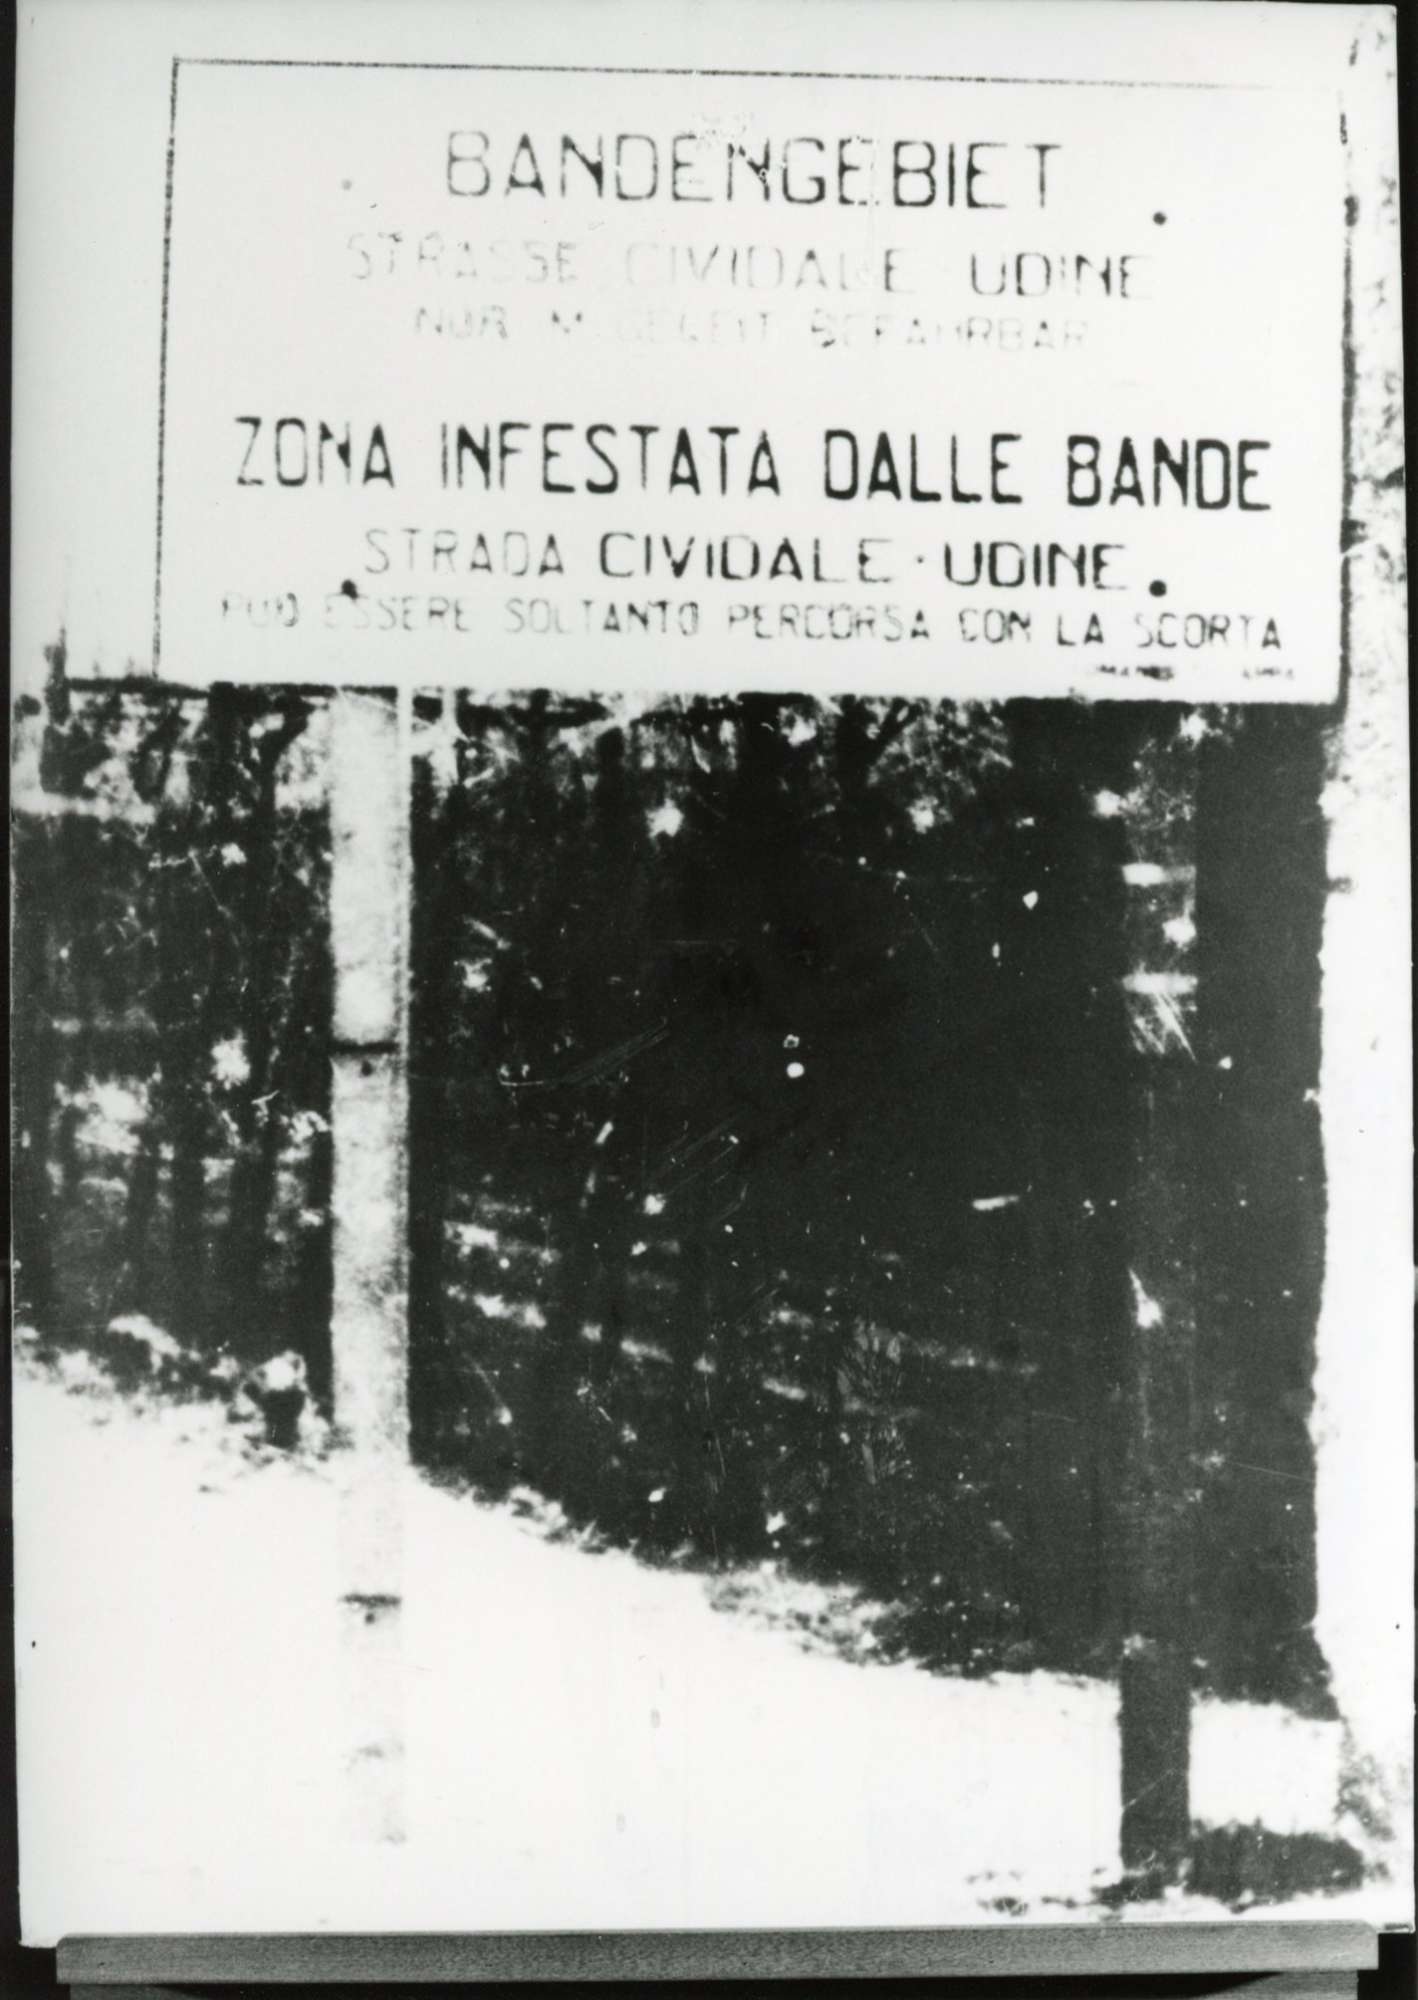 BANDENGEBIET
STRASSE CIVIDALE - UDINE
NUR M. GELEIT BEFAHRBAR
ZONA INFESTATA DALLE BANDE
STRADA CIVIDALE - UDINE
PUO ESSERE SOLTANTO PERCORSA CON LA SCORTA